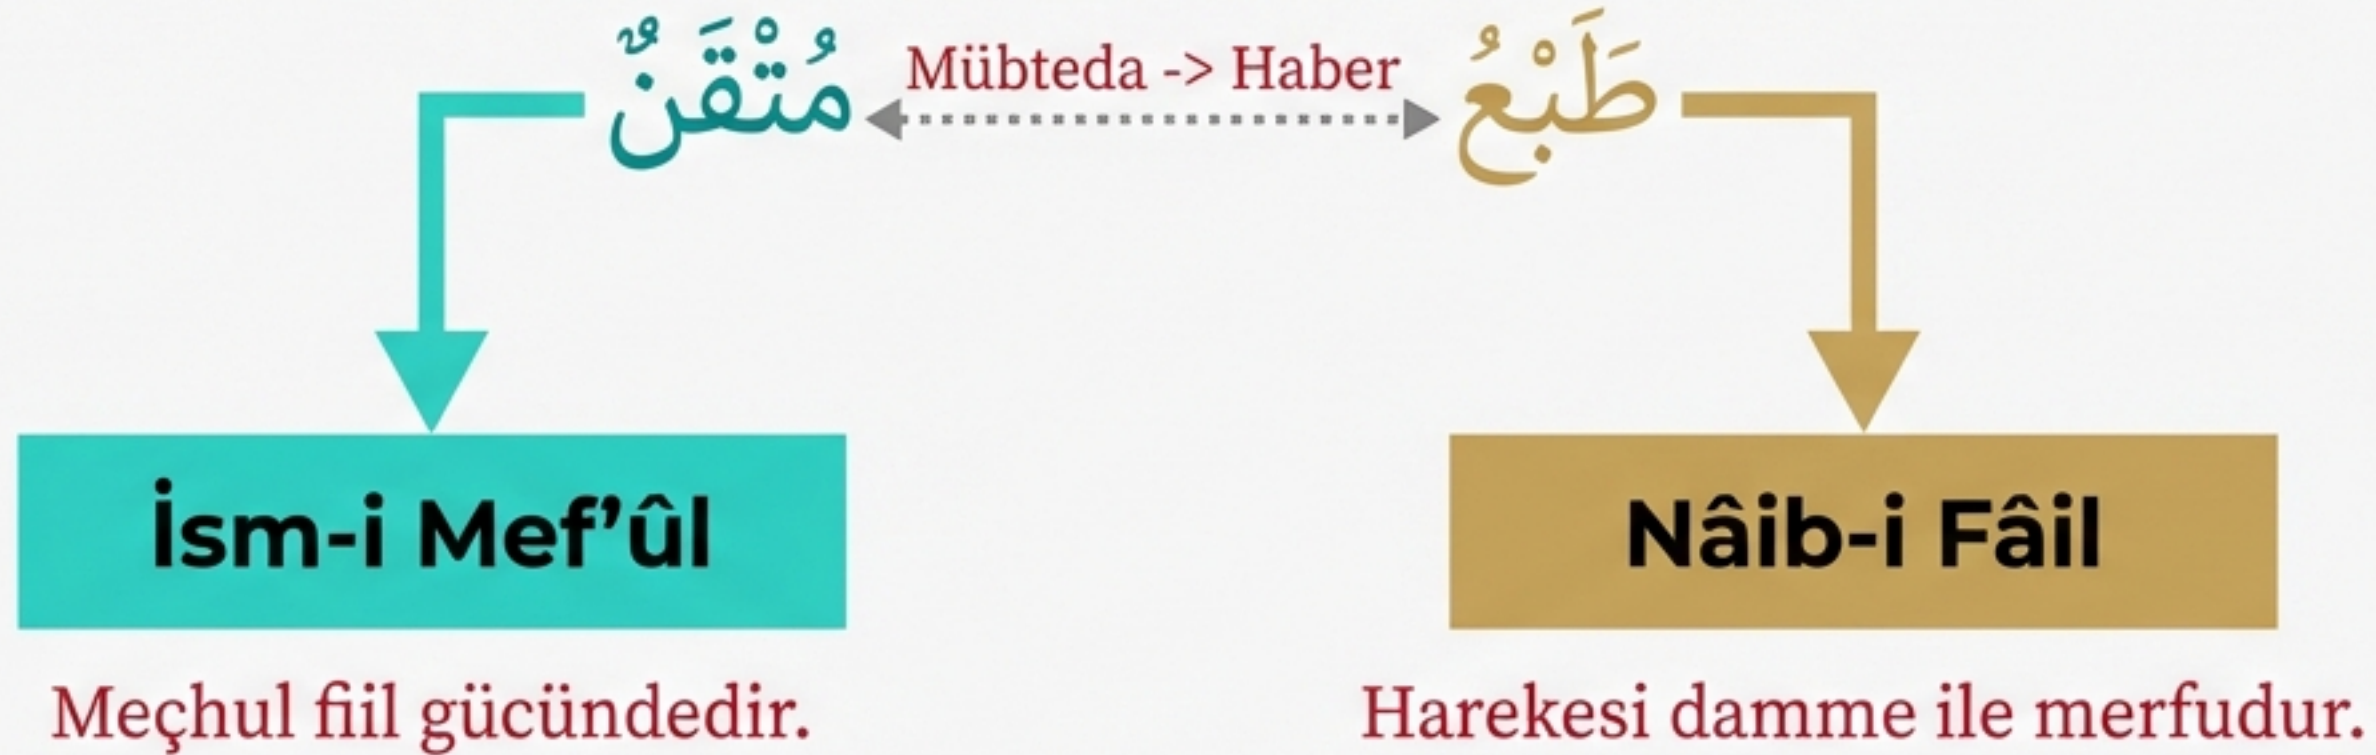 مُتْقَنٌ
Mübteda -> Haber
طَبْعُ
İsm-i Mef’ûl
Nâib-i Fâil
Meçhul fiil gücündedir.
Harekesi damme ile merfudur.